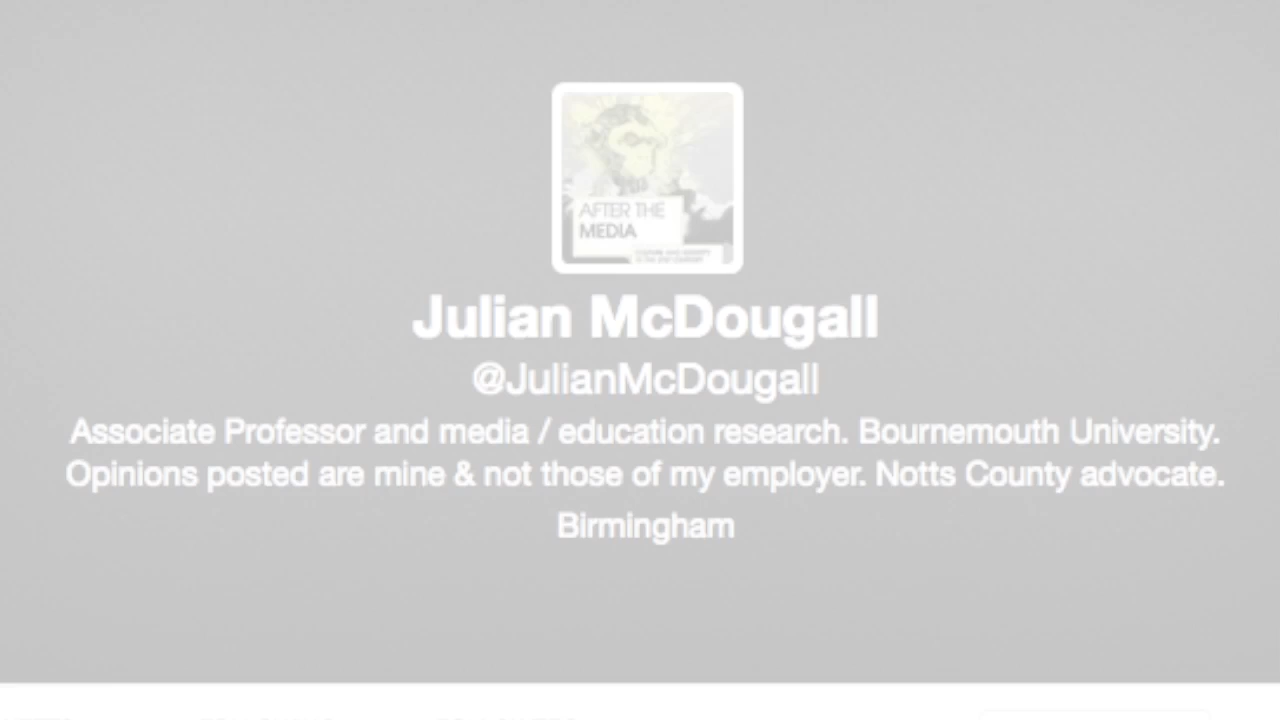 AFTER THE
MEDIA
Julian McDougall
@JulianMcDougall
Associate Professor and media / education research. Bournemouth University.
Opinions posted are mine & not those of my employer. Notts County advocate.
Birmingham